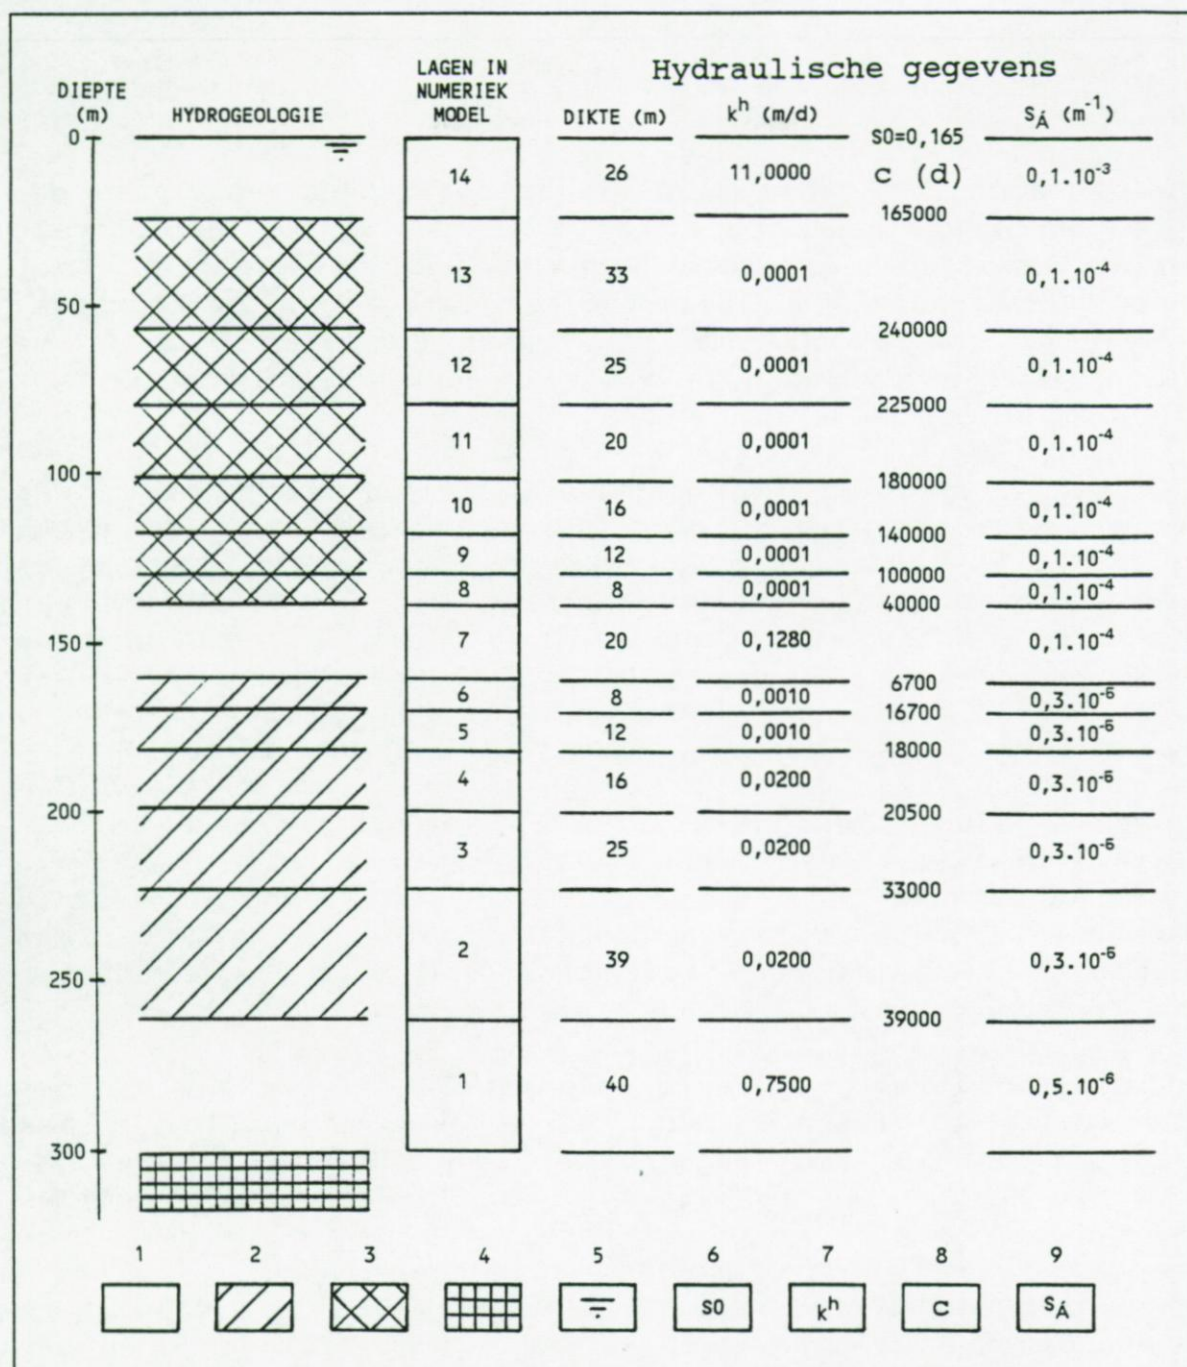 Hydraulische gegevens
DIEPTE (m) HYDROGEOLOGIE LAGEN IN NUMERIEK MODEL DIKTE (m) kʰ (m/d) S_Á (m⁻¹)
0 S0=0,165
14 26 11,0000 C (d) 0,1.10⁻³
165000
13 33 0,0001 0,1.10⁻⁴
50
240000
12 25 0,0001 0,1.10⁻⁴
225000
11 20 0,0001 0,1.10⁻⁴
100
180000
10 16 0,0001 0,1.10⁻⁴
140000
9 12 0,0001 0,1.10⁻⁴
100000
8 8 0,0001 0,1.10⁻⁴
40000
150 7 20 0,1280 0,1.10⁻⁴
6700
6 8 0,0010 0,3.10⁻⁶
16700
5 12 0,0010 0,3.10⁻⁶
18000
4 16 0,0200 0,3.10⁻⁶
200 20500
3 25 0,0200 0,3.10⁻⁶
33000
2 39 0,0200 0,3.10⁻⁶
250
39000
1 40 0,7500 0,5.10⁻⁶
300
1 2 3 4 5 6 7 8 9
S0 kʰ C S_Á